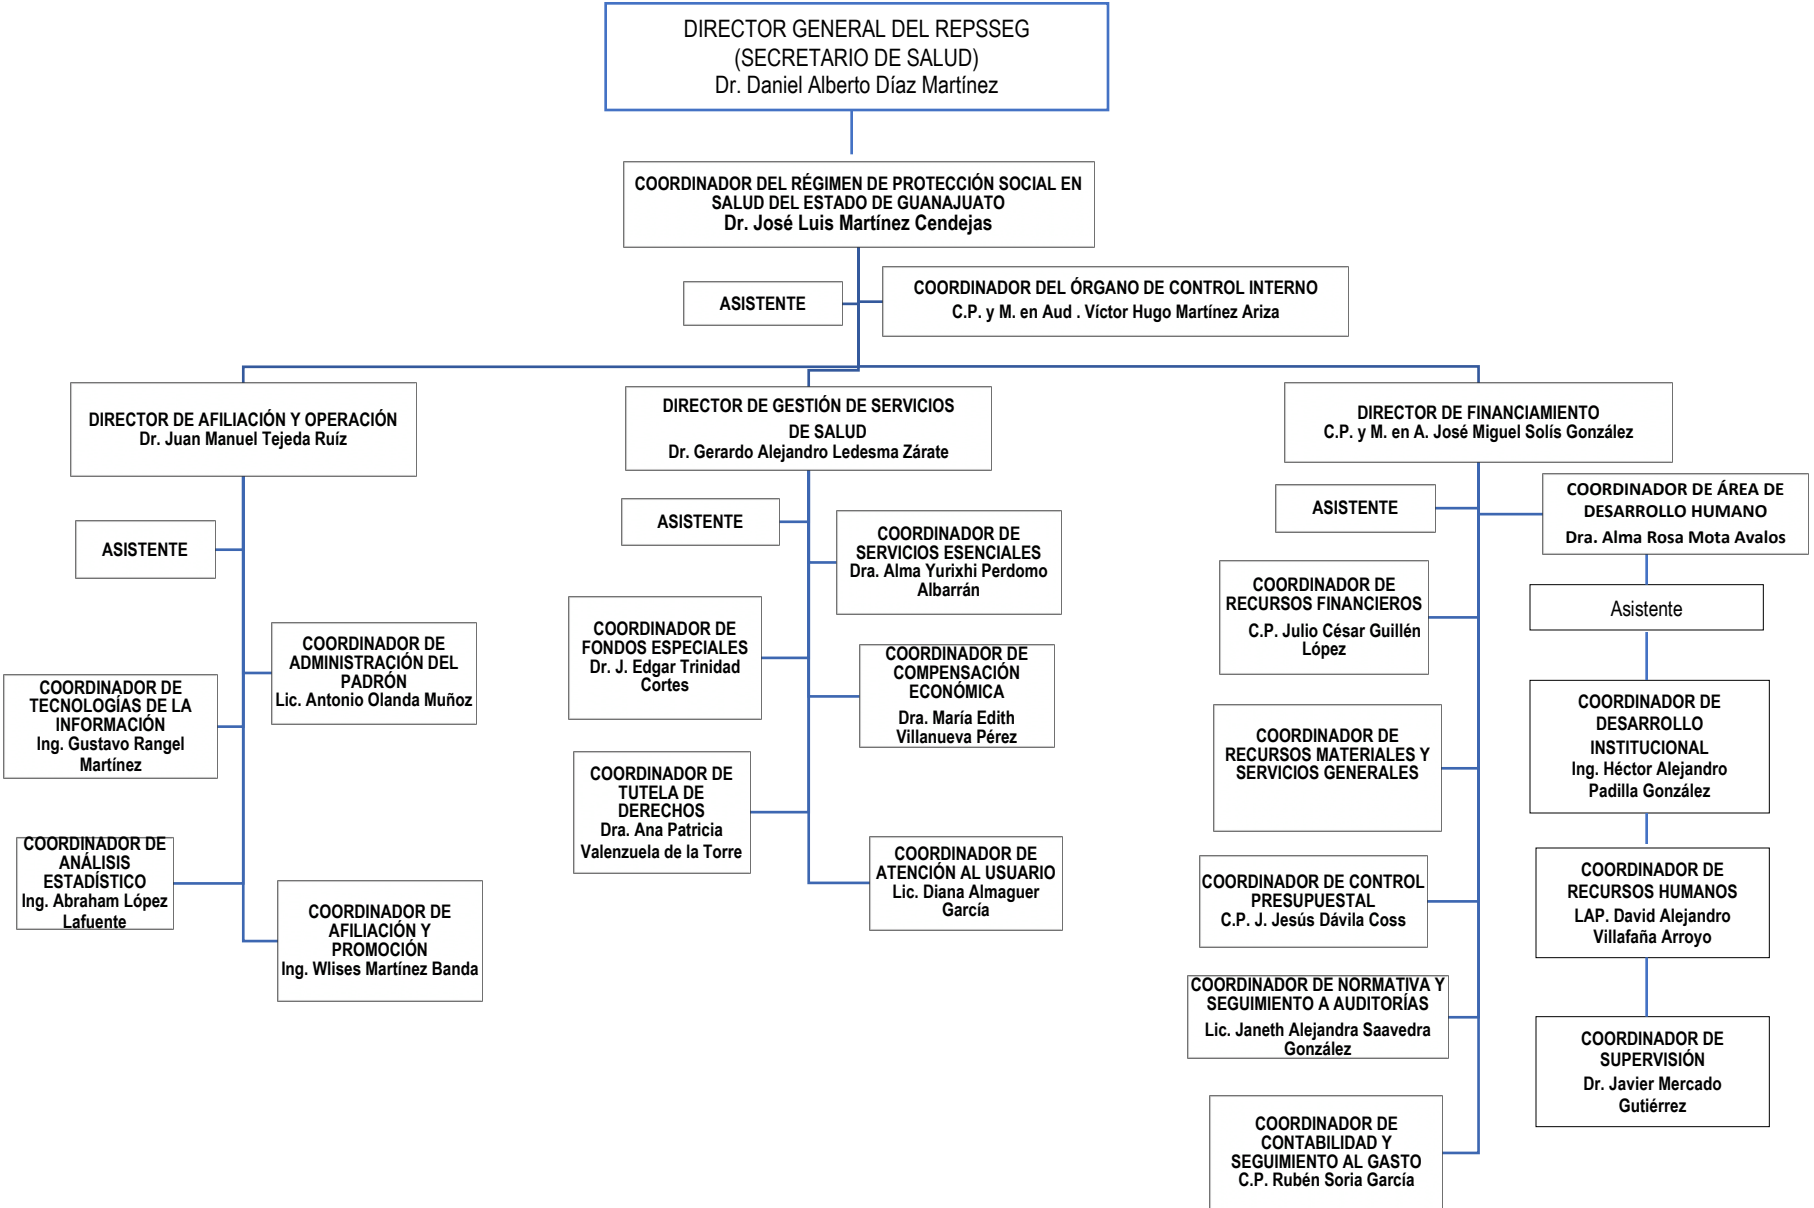 DIRECTOR GENERAL DEL REPSSEG
(SECRETARIO DE SALUD)
Dr. Daniel Alberto Díaz Martínez
COORDINADOR DEL RÉGIMEN DE PROTECCIÓN SOCIAL EN
SALUD DEL ESTADO DE GUANAJUATO
Dr. José Luis Martínez Cendejas
ASISTENTE
COORDINADOR DEL ÓRGANO DE CONTROL INTERNO
C.P. y M. en Aud . Víctor Hugo Martínez Ariza
DIRECTOR DE AFILIACIÓN Y OPERACIÓN
Dr. Juan Manuel Tejeda Ruíz
ASISTENTE
COORDINADOR DE
ADMINISTRACIÓN DEL
PADRÓN
Lic. Antonio Olanda Muñoz
COORDINADOR DE
TECNOLOGÍAS DE LA
INFORMACIÓN
Ing. Gustavo Rangel
Martínez
COORDINADOR DE
ANÁLISIS
ESTADÍSTICO
Ing. Abraham López
Lafuente
COORDINADOR DE
AFILIACIÓN Y
PROMOCIÓN
Ing. Wlises Martínez Banda
DIRECTOR DE GESTIÓN DE SERVICIOS
DE SALUD
Dr. Gerardo Alejandro Ledesma Zárate
ASISTENTE
COORDINADOR DE
SERVICIOS ESENCIALES
Dra. Alma Yurixhi Perdomo
Albarrán
COORDINADOR DE
FONDOS ESPECIALES
Dr. J. Edgar Trinidad
Cortes
COORDINADOR DE
COMPENSACIÓN
ECONÓMICA
Dra. María Edith
Villanueva Pérez
COORDINADOR DE
TUTELA DE
DERECHOS
Dra. Ana Patricia
Valenzuela de la Torre
COORDINADOR DE
ATENCIÓN AL USUARIO
Lic. Diana Almaguer
García
DIRECTOR DE FINANCIAMIENTO
C.P. y M. en A. José Miguel Solís González
ASISTENTE
COORDINADOR DE ÁREA DE
DESARROLLO HUMANO
Dra. Alma Rosa Mota Avalos
COORDINADOR DE
RECURSOS FINANCIEROS
C.P. Julio César Guillén
López
COORDINADOR DE
RECURSOS MATERIALES Y
SERVICIOS GENERALES
COORDINADOR DE CONTROL
PRESUPUESTAL
C.P. J. Jesús Dávila Coss
COORDINADOR DE NORMATIVA Y
SEGUIMIENTO A AUDITORÍAS
Lic. Janeth Alejandra Saavedra
González
COORDINADOR DE
CONTABILIDAD Y
SEGUIMIENTO AL GASTO
C.P. Rubén Soria García
Asistente
COORDINADOR DE
DESARROLLO
INSTITUCIONAL
Ing. Héctor Alejandro
Padilla González
COORDINADOR DE
RECURSOS HUMANOS
LAP. David Alejandro
Villafaña Arroyo
COORDINADOR DE
SUPERVISIÓN
Dr. Javier Mercado
Gutiérrez